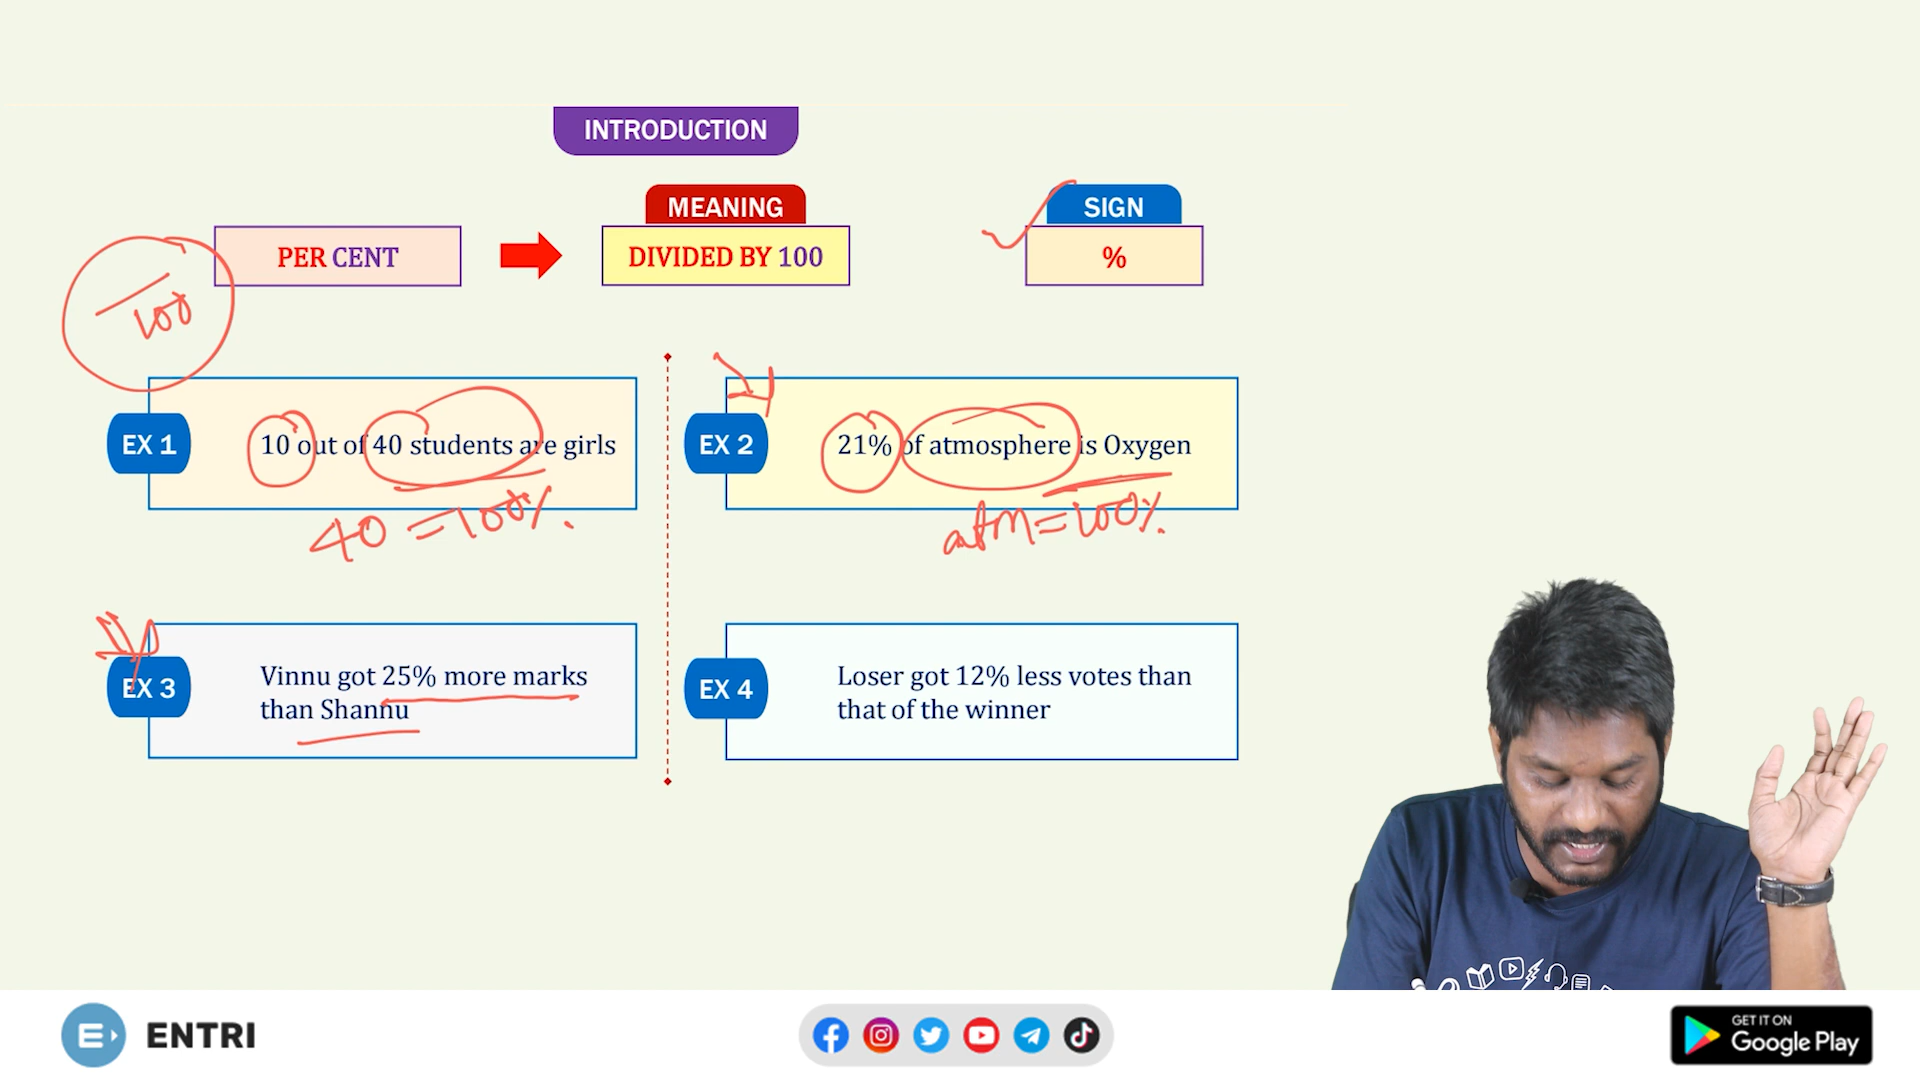 INTRODUCTION
MEANING
SIGN
PER CENT
DIVIDED BY 100
%
100
EX 1
10 out of 40 students are girls
40 = 100%.
EX 2
21% of atmosphere is Oxygen
atm = 100%.
EX 3
Vinnu got 25% more marks
than Shannu
EX 4
Loser got 12% less votes than
that of the winner
ENTRI
GET IT ON
Google Play